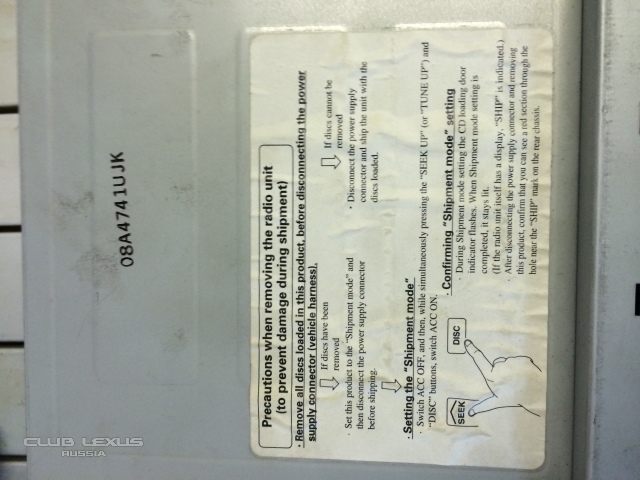 08A4741UJK
Precautions when removing the radio unit
(to prevent damage during shipment)
· Remove all discs loaded in this product, before disconnecting the power
supply connector (vehicle harness).
If discs have been
removed
· Set this product to the "Shipment mode" and
then disconnect the power supply connector
before shipping.
If discs cannot be
removed
· Disconnect the power supply
connector and ship the unit with the
discs loaded.
· Setting the "Shipment mode"
· Switch ACC OFF, and then, while simultaneously pressing the "SEEK UP" (or "TUNE UP") and
"DISC" buttons, switch ACC ON.
SEEK
DISC
· Confirming "Shipment mode" setting
· During Shipment mode setting the CD loading door
indicator flashes. When Shipment mode setting is
completed, it stays lit.
(If the radio unit itself has a display, "SHIP" is indicated.)
· After disconnecting the power supply connector and removing
this product, confirm that you can see a red section through the
hole near the "SHIP" mark on the rear chassis.
CLUB LEXUS
RUSSIA